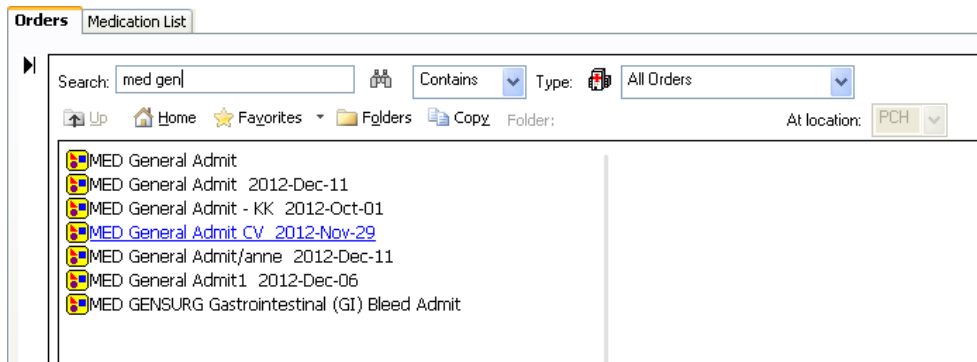 Orders Medication List
Search: med gen Contains Type: All Orders
Up Home Favorites Folders Copy Folder: At location: PCH
MED General Admit
MED General Admit 2012-Dec-11
MED General Admit - KK 2012-Oct-01
MED General Admit CV 2012-Nov-29
MED General Admit/anne 2012-Dec-11
MED General Admit1 2012-Dec-06
MED GENSURG Gastrointestinal (GI) Bleed Admit